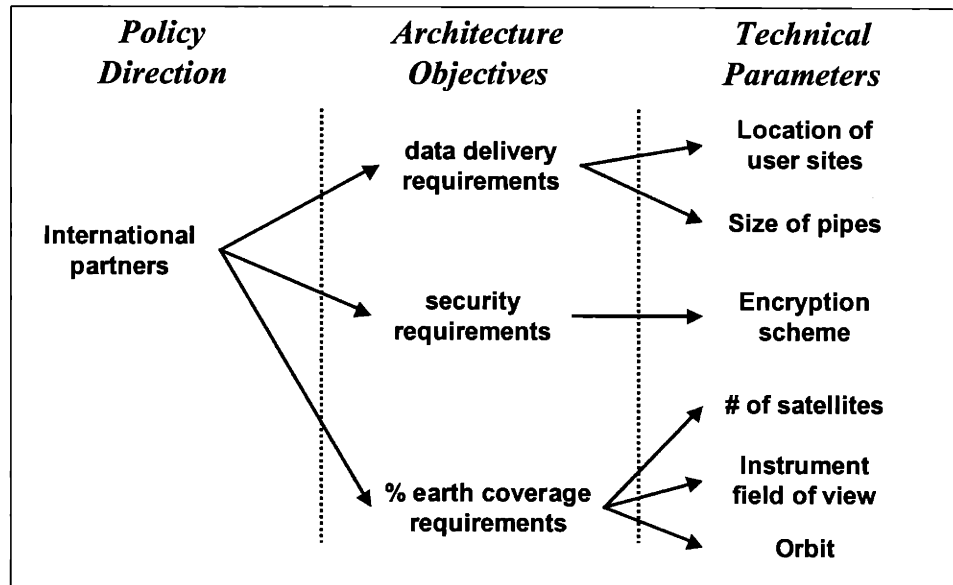 Policy
Direction
Architecture
Objectives
Technical
Parameters
International
partners
data delivery
requirements
security
requirements
% earth coverage
requirements
Location of
user sites
Size of pipes
Encryption
scheme
# of satellites
Instrument
field of view
Orbit